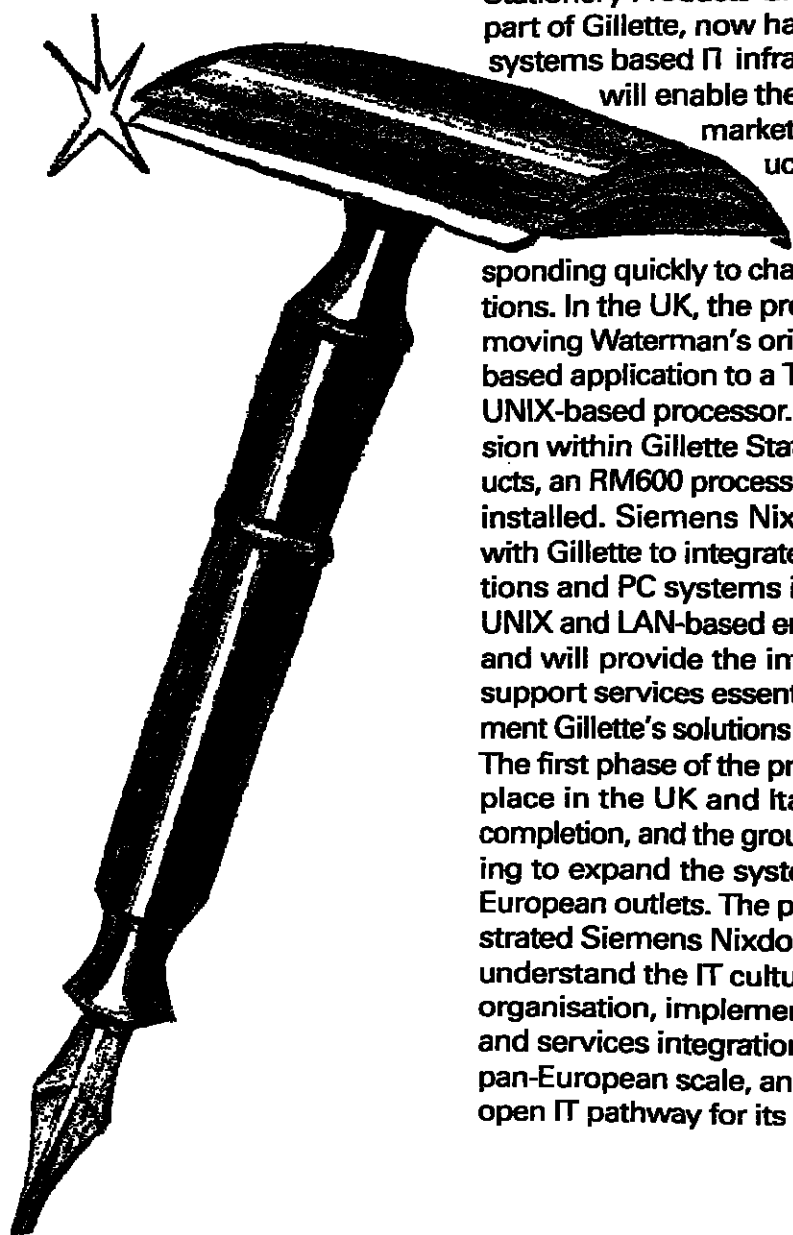 part of Gillette, now ha
systems based IT infra
will enable the
market
uc
sponding quickly to cha
tions. In the UK, the pr
moving Waterman's ori
based application to a T
UNIX-based processor.
sion within Gillette Sta
ucts, an RM600 process
installed. Siemens Nix
with Gillette to integrate
tions and PC systems i
UNIX and LAN-based e
and will provide the im
support services essent
ment Gillette's solutions
The first phase of the pr
place in the UK and Ita
completion, and the grou
ing to expand the syste
European outlets. The p
strated Siemens Nixdo
understand the IT cultu
organisation, implemen
and services integration
pan-European scale, an
open IT pathway for its